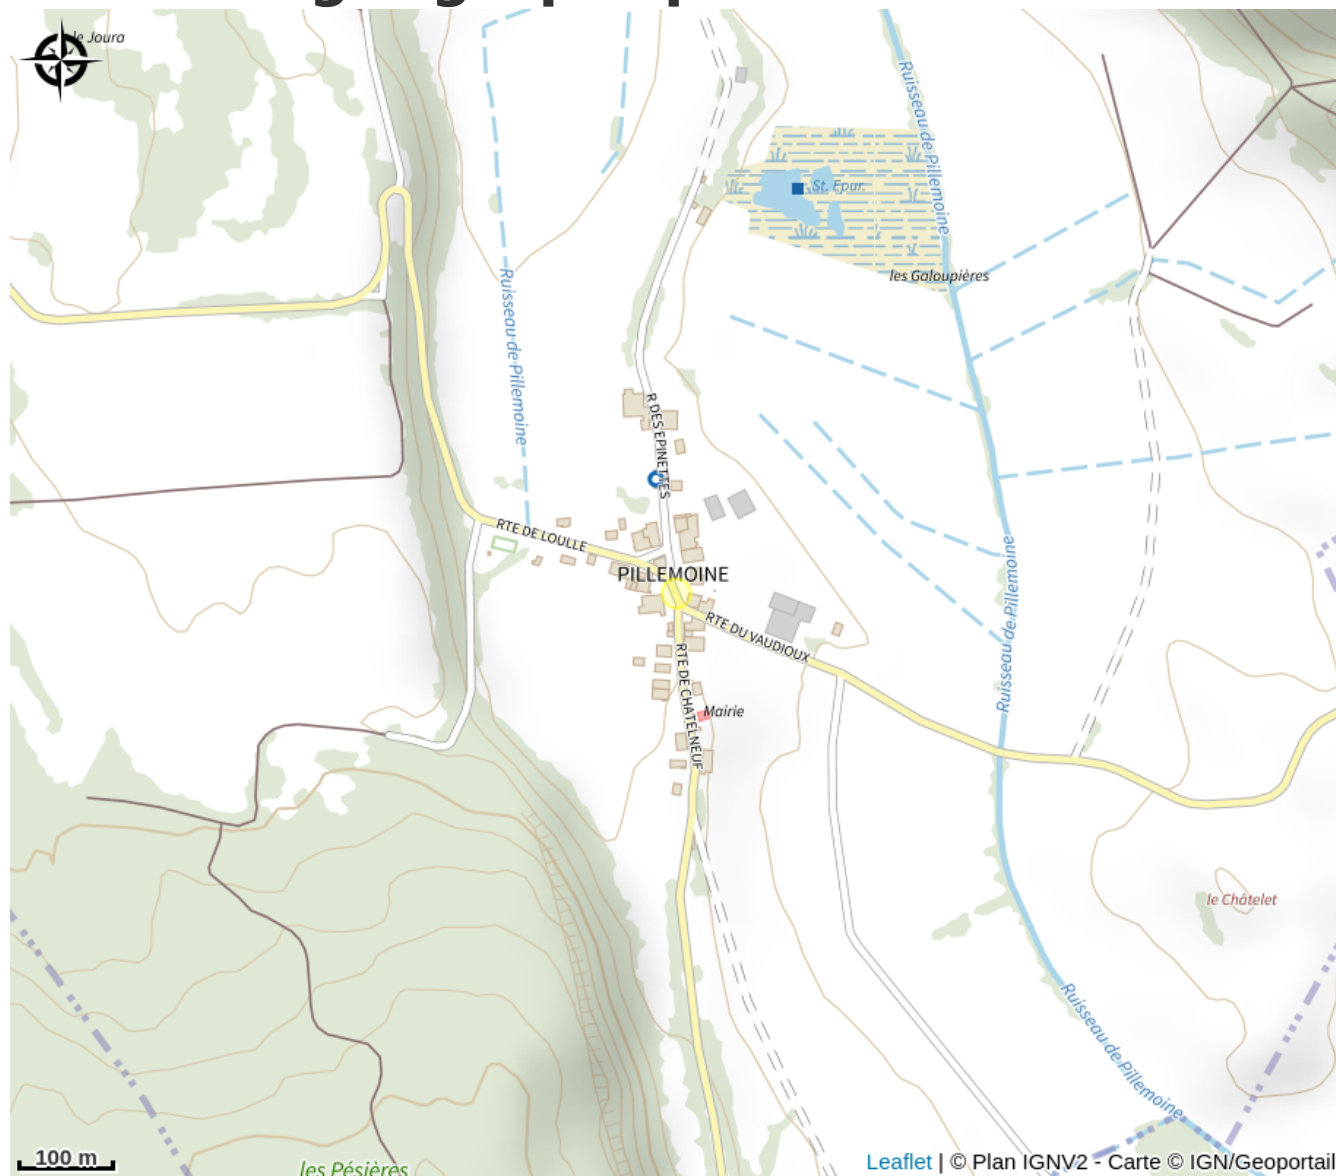 le Joura
Ruisseau de Pillemoine
St. Epur.
les Galoupières
Ruisseau de Pillemoine
R DES EPINETTES
RTE DE LOULLE
PILLEMOINE
RTE DU VAUDIOUX
Ruisseau de Pillemoine
RTE DE CHATELNEUF
Mairie
le Châtelet
Ruisseau de Pillemoine
100 m
les Pésières
Leaflet | © Plan IGNV2 - Carte © IGN/Geoportail